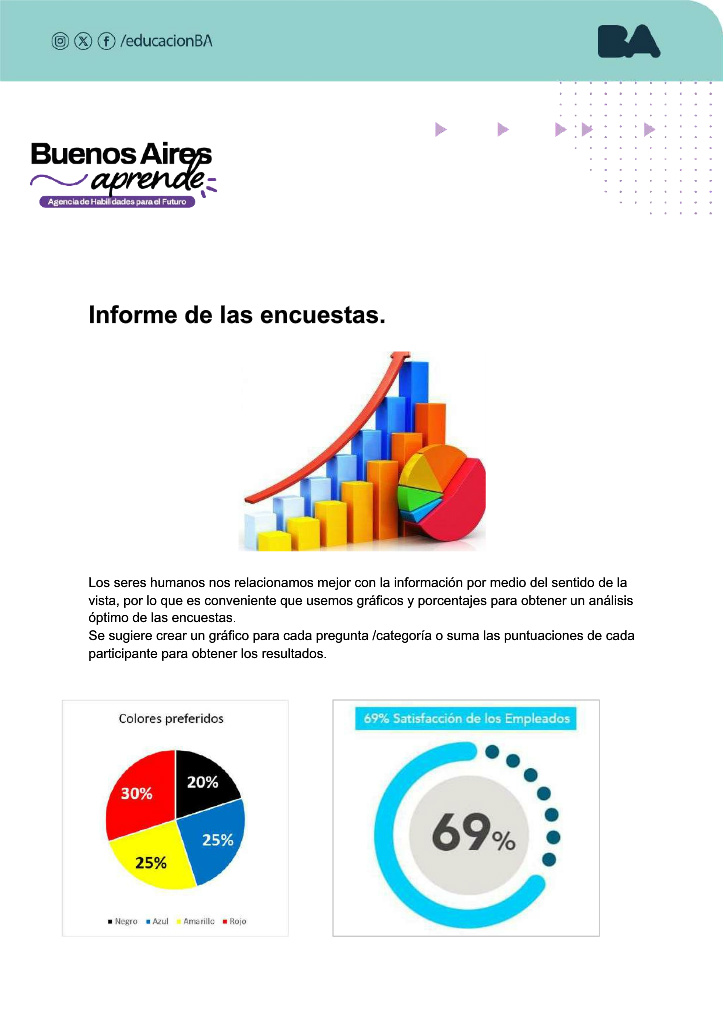 /educacionBA
BA
Buenos Aires
aprende
Agencia de Habilidades para el Futuro
Informe de las encuestas.
Los seres humanos nos relacionamos mejor con la información por medio del sentido de la
vista, por lo que es conveniente que usemos gráficos y porcentajes para obtener un análisis
óptimo de las encuestas.
Se sugiere crear un gráfico para cada pregunta /categoría o suma las puntuaciones de cada
participante para obtener los resultados.
Colores preferidos
30%
20%
25%
25%
Negro Azul Amarillo Rojo
69% Satisfacción de los Empleados
69%